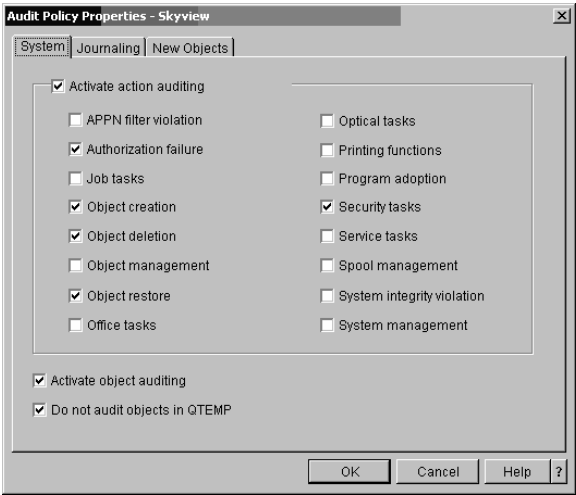 Audit Policy Properties - Skyview
System Journaling New Objects
Activate action auditing
APPN filter violation
Authorization failure
Job tasks
Object creation
Object deletion
Object management
Object restore
Office tasks
Optical tasks
Printing functions
Program adoption
Security tasks
Service tasks
Spool management
System integrity violation
System management
Activate object auditing
Do not audit objects in QTEMP
OK Cancel Help ?